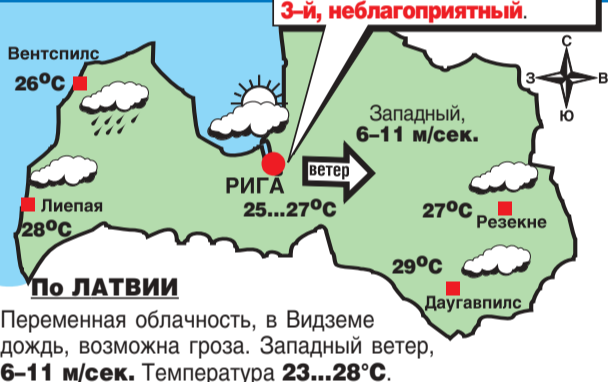 3–й, неблагоприятный.
Вентспилс
26°С
С
З
В
Ю
Западный,
6–11 м/сек.
ветер
РИГА
25...27°С
Лиепая
28°С
27°С
Резекне
29°С
Даугавпилс
По ЛАТВИИ
Переменная облачность, в Видземе
дождь, возможна гроза. Западный ветер,
6–11 м/сек. Температура 23...28°С.